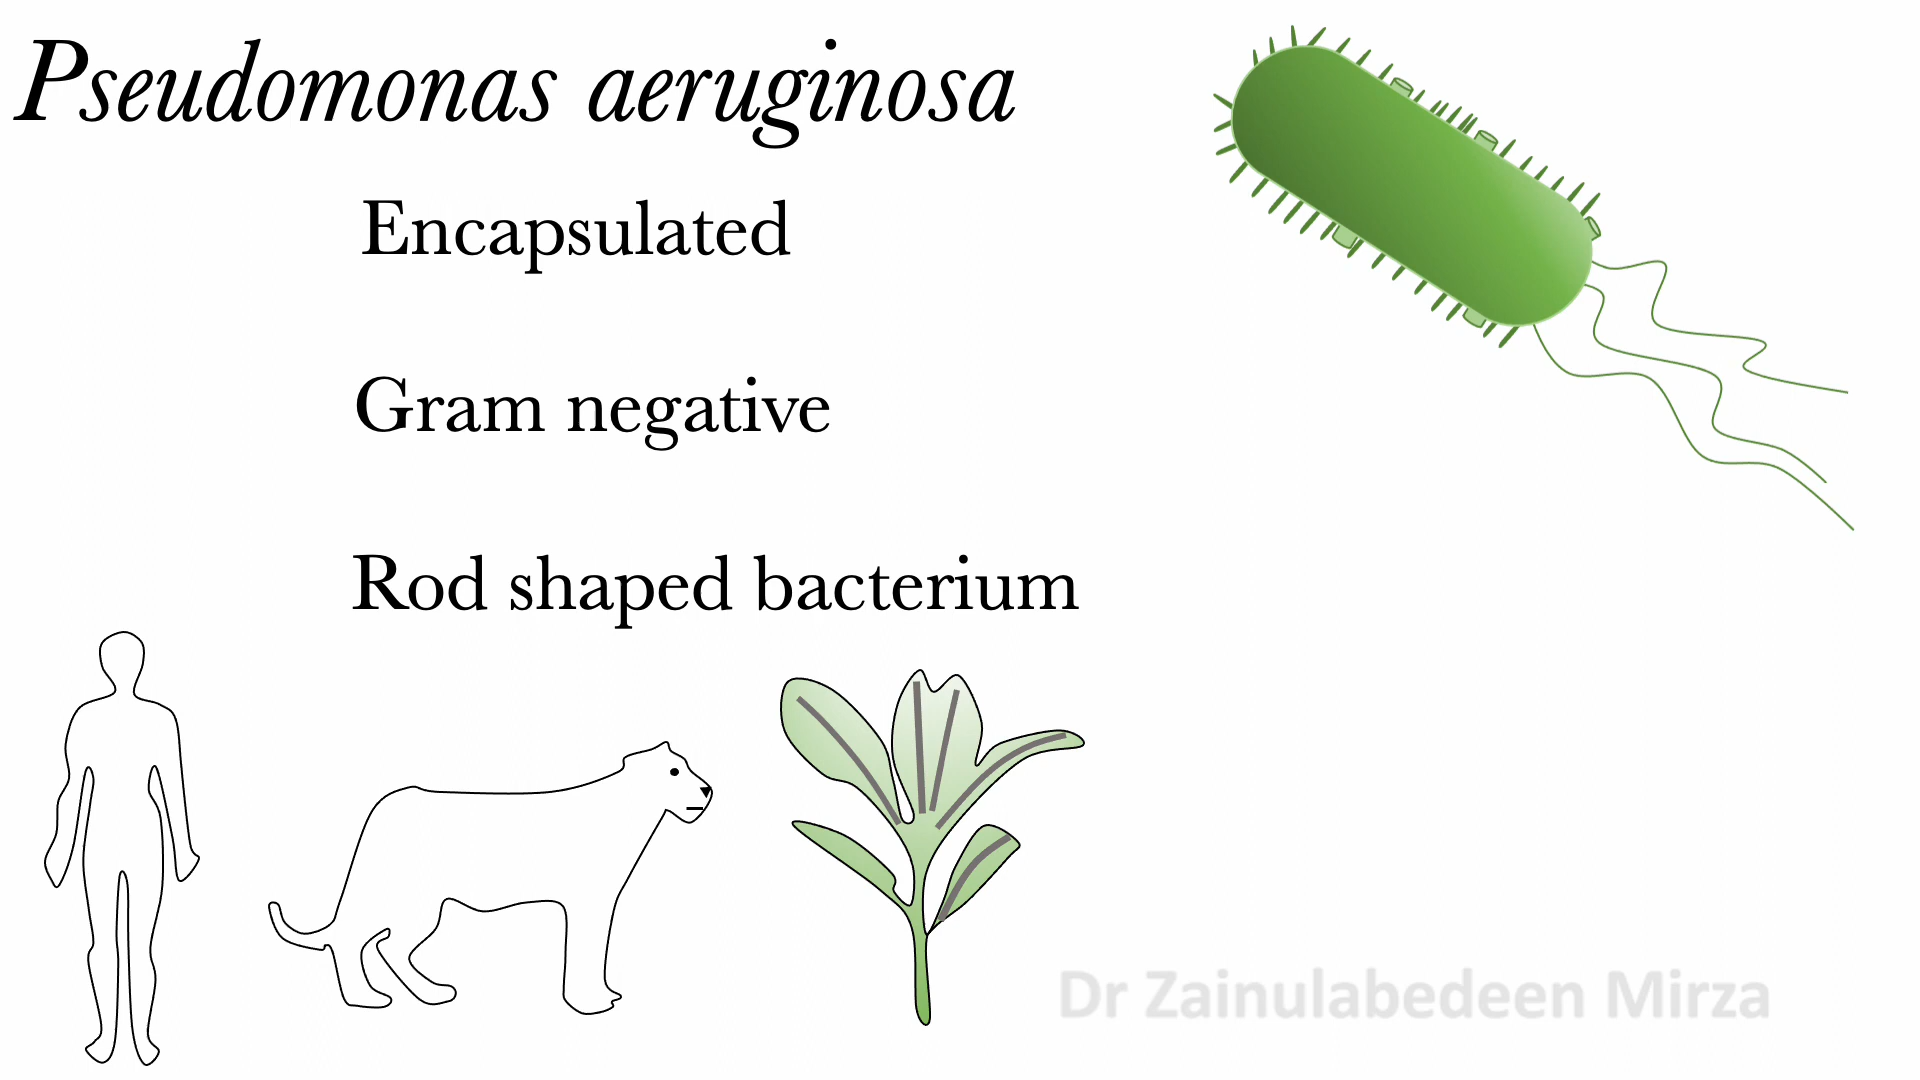 Pseudomonas aeruginosa
Encapsulated
Gram negative
Rod shaped bacterium
Dr Zainulabedeen Mirza